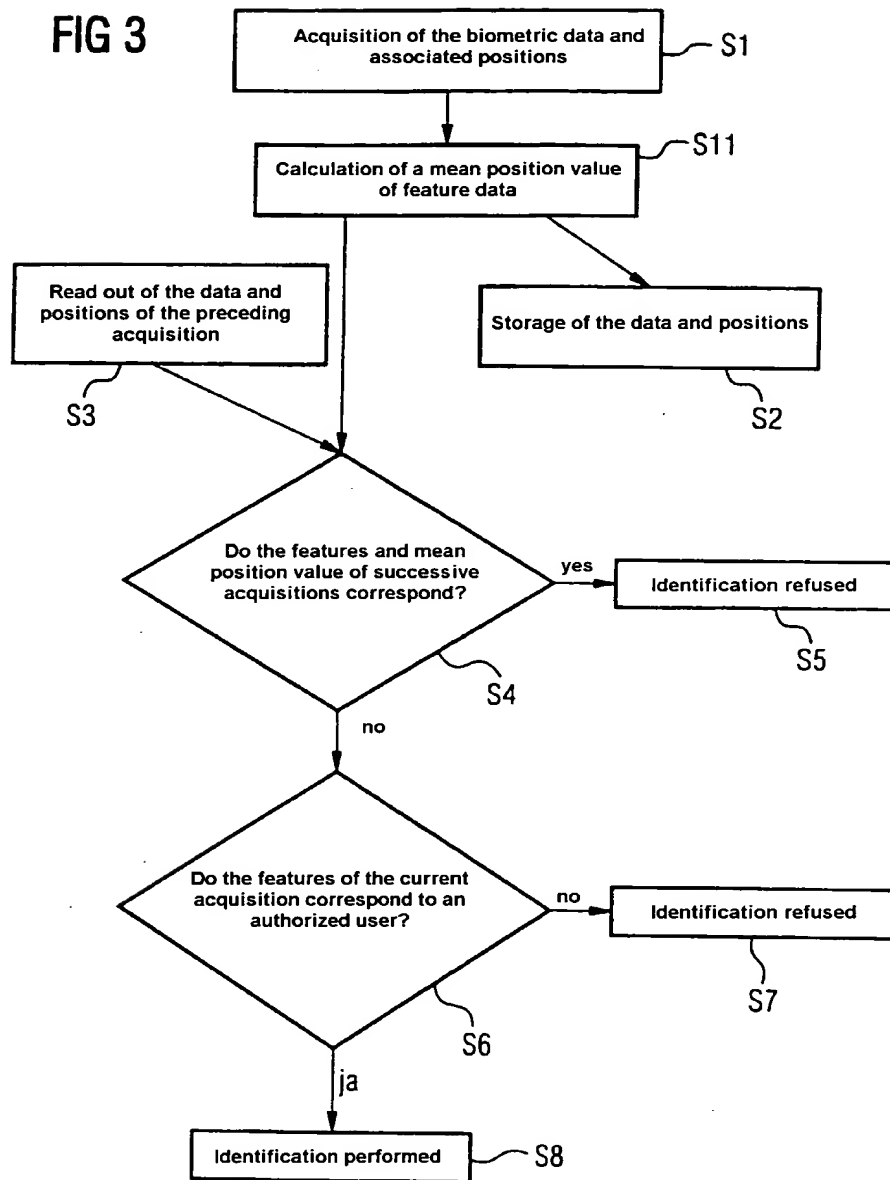 FIG 3
Acquisition of the biometric data and
associated positions
S1
Calculation of a mean position value
of feature data
S11
Read out of the data and
positions of the preceding
acquisition
S3
Storage of the data and positions
S2
Do the features and mean
position value of successive
acquisitions correspond?
S4
yes
Identification refused
S5
no
Do the features of the current
acquisition correspond to an
authorized user?
S6
no
Identification refused
S7
ja
Identification performed
S8